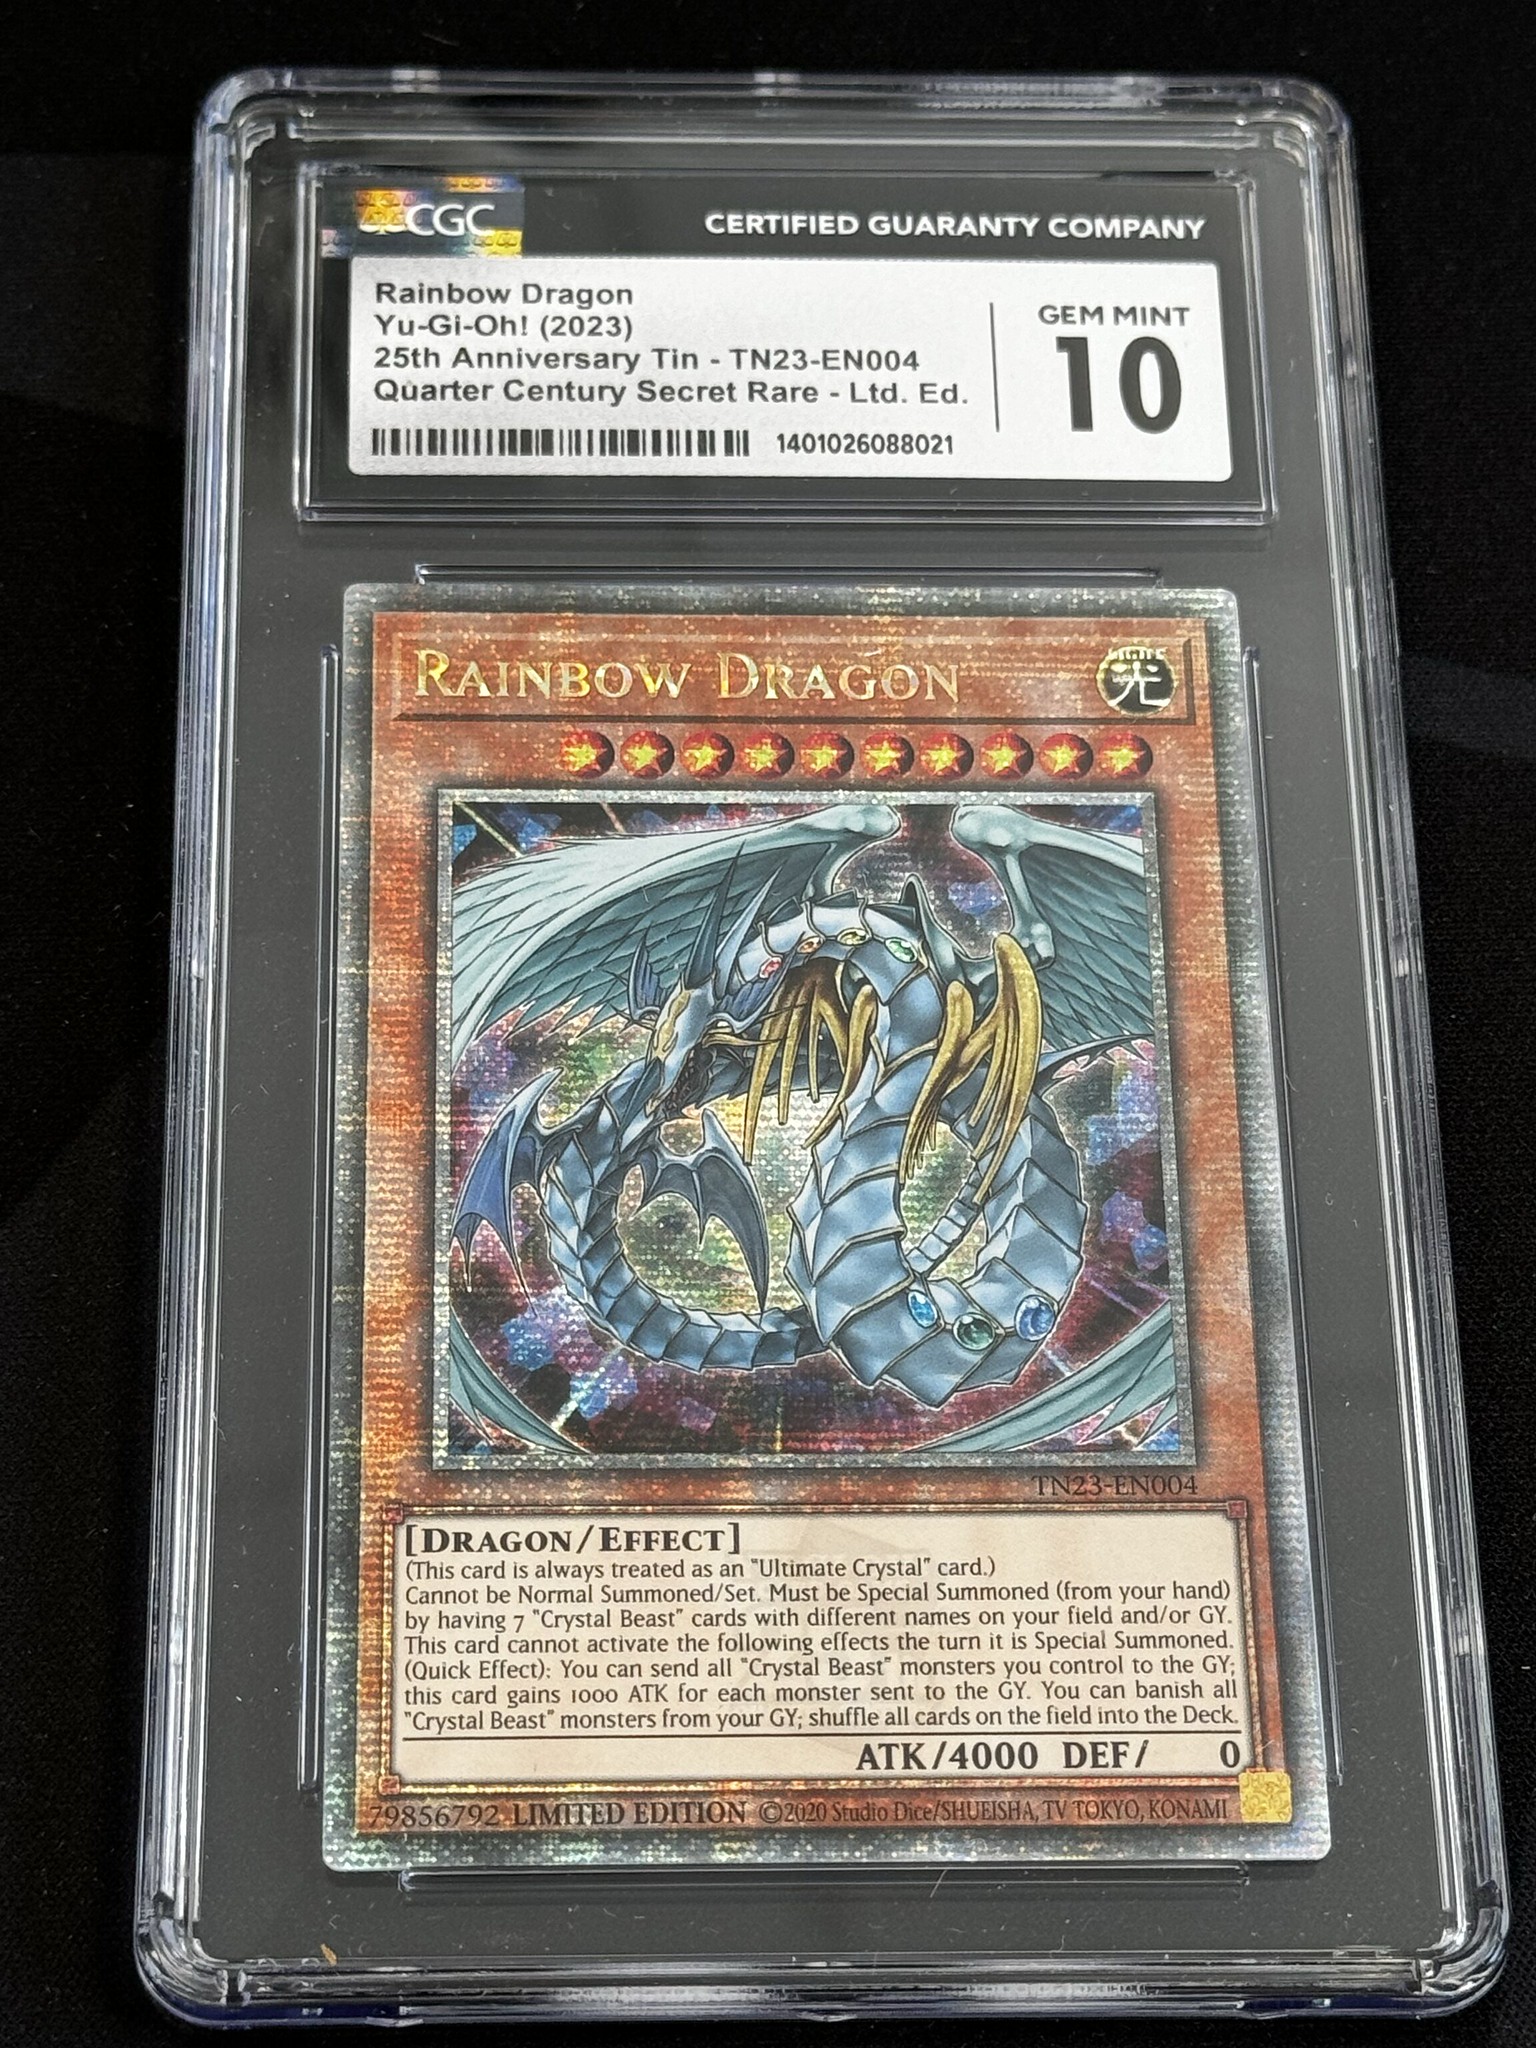 CGC
CERTIFIED GUARANTY COMPANY
Rainbow Dragon
Yu-Gi-Oh! (2023)
25th Anniversary Tin - TN23-EN004
Quarter Century Secret Rare - Ltd. Ed.
1401026088021
GEM MINT
10
RAINBOW DRAGON
LIGHT
光
TN23-EN004
[DRAGON/EFFECT]
(This card is always treated as an "Ultimate Crystal" card.)
Cannot be Normal Summoned/Set. Must be Special Summoned (from your hand)
by having 7 "Crystal Beast" cards with different names on your field and/or GY.
This card cannot activate the following effects the turn it is Special Summoned.
(Quick Effect): You can send all "Crystal Beast" monsters you control to the GY;
this card gains 1000 ATK for each monster sent to the GY. You can banish all
"Crystal Beast" monsters from your GY; shuffle all cards on the field into the Deck.
ATK/4000 DEF/ 0
79856792 LIMITED EDITION ©2020 Studio Dice/SHUEISHA, TV TOKYO, KONAMI